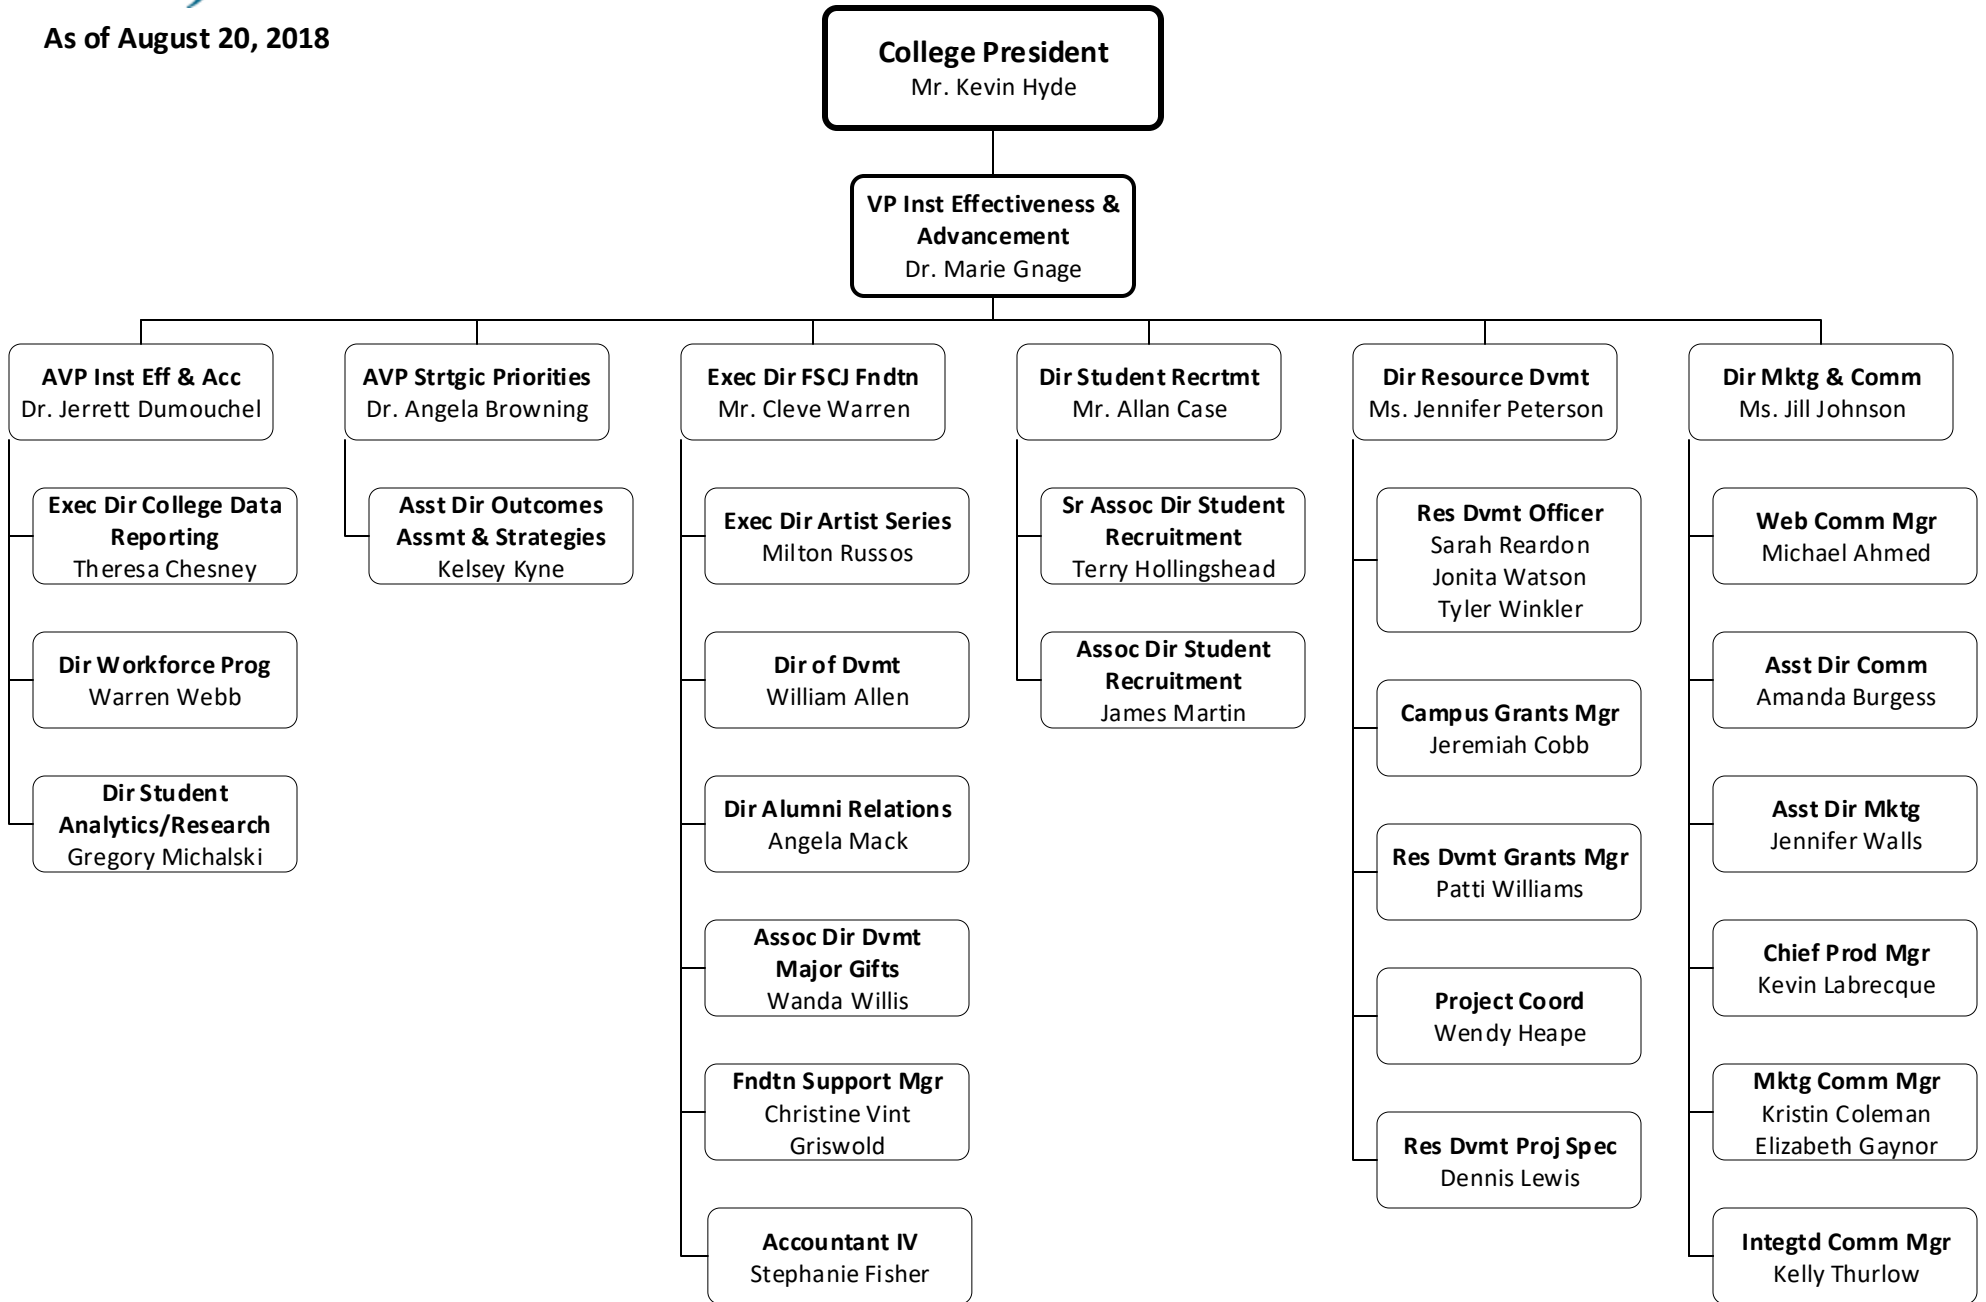 As of August 20, 2018
College President
Mr. Kevin Hyde
VP Inst Effectiveness &
Advancement
Dr. Marie Gnage
AVP Inst Eff & Acc
Dr. Jerrett Dumouchel
Exec Dir College Data
Reporting
Theresa Chesney
Dir Workforce Prog
Warren Webb
Dir Student
Analytics/Research
Gregory Michalski
AVP Strtgic Priorities
Dr. Angela Browning
Asst Dir Outcomes
Assmt & Strategies
Kelsey Kyne
Exec Dir FSCJ Fndtn
Mr. Cleve Warren
Exec Dir Artist Series
Milton Russos
Dir of Dvmt
William Allen
Dir Alumni Relations
Angela Mack
Assoc Dir Dvmt
Major Gifts
Wanda Willis
Fndtn Support Mgr
Christine Vint
Griswold
Accountant IV
Stephanie Fisher
Dir Student Recrtmt
Mr. Allan Case
Sr Assoc Dir Student
Recruitment
Terry Hollingshead
Assoc Dir Student
Recruitment
James Martin
Dir Resource Dvmt
Ms. Jennifer Peterson
Res Dvmt Officer
Sarah Reardon
Jonita Watson
Tyler Winkler
Campus Grants Mgr
Jeremiah Cobb
Res Dvmt Grants Mgr
Patti Williams
Project Coord
Wendy Heape
Res Dvmt Proj Spec
Dennis Lewis
Dir Mktg & Comm
Ms. Jill Johnson
Web Comm Mgr
Michael Ahmed
Asst Dir Comm
Amanda Burgess
Asst Dir Mktg
Jennifer Walls
Chief Prod Mgr
Kevin Labrecque
Mktg Comm Mgr
Kristin Coleman
Elizabeth Gaynor
Integtd Comm Mgr
Kelly Thurlow